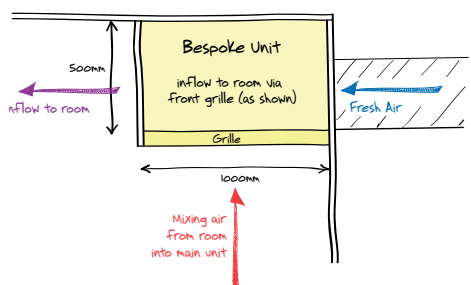 Bespoke Unit
500mm
inflow to room via
front grille (as shown)
nflow to room
Fresh Air
Grille
1000mm
Mixing air
from room
into main unit